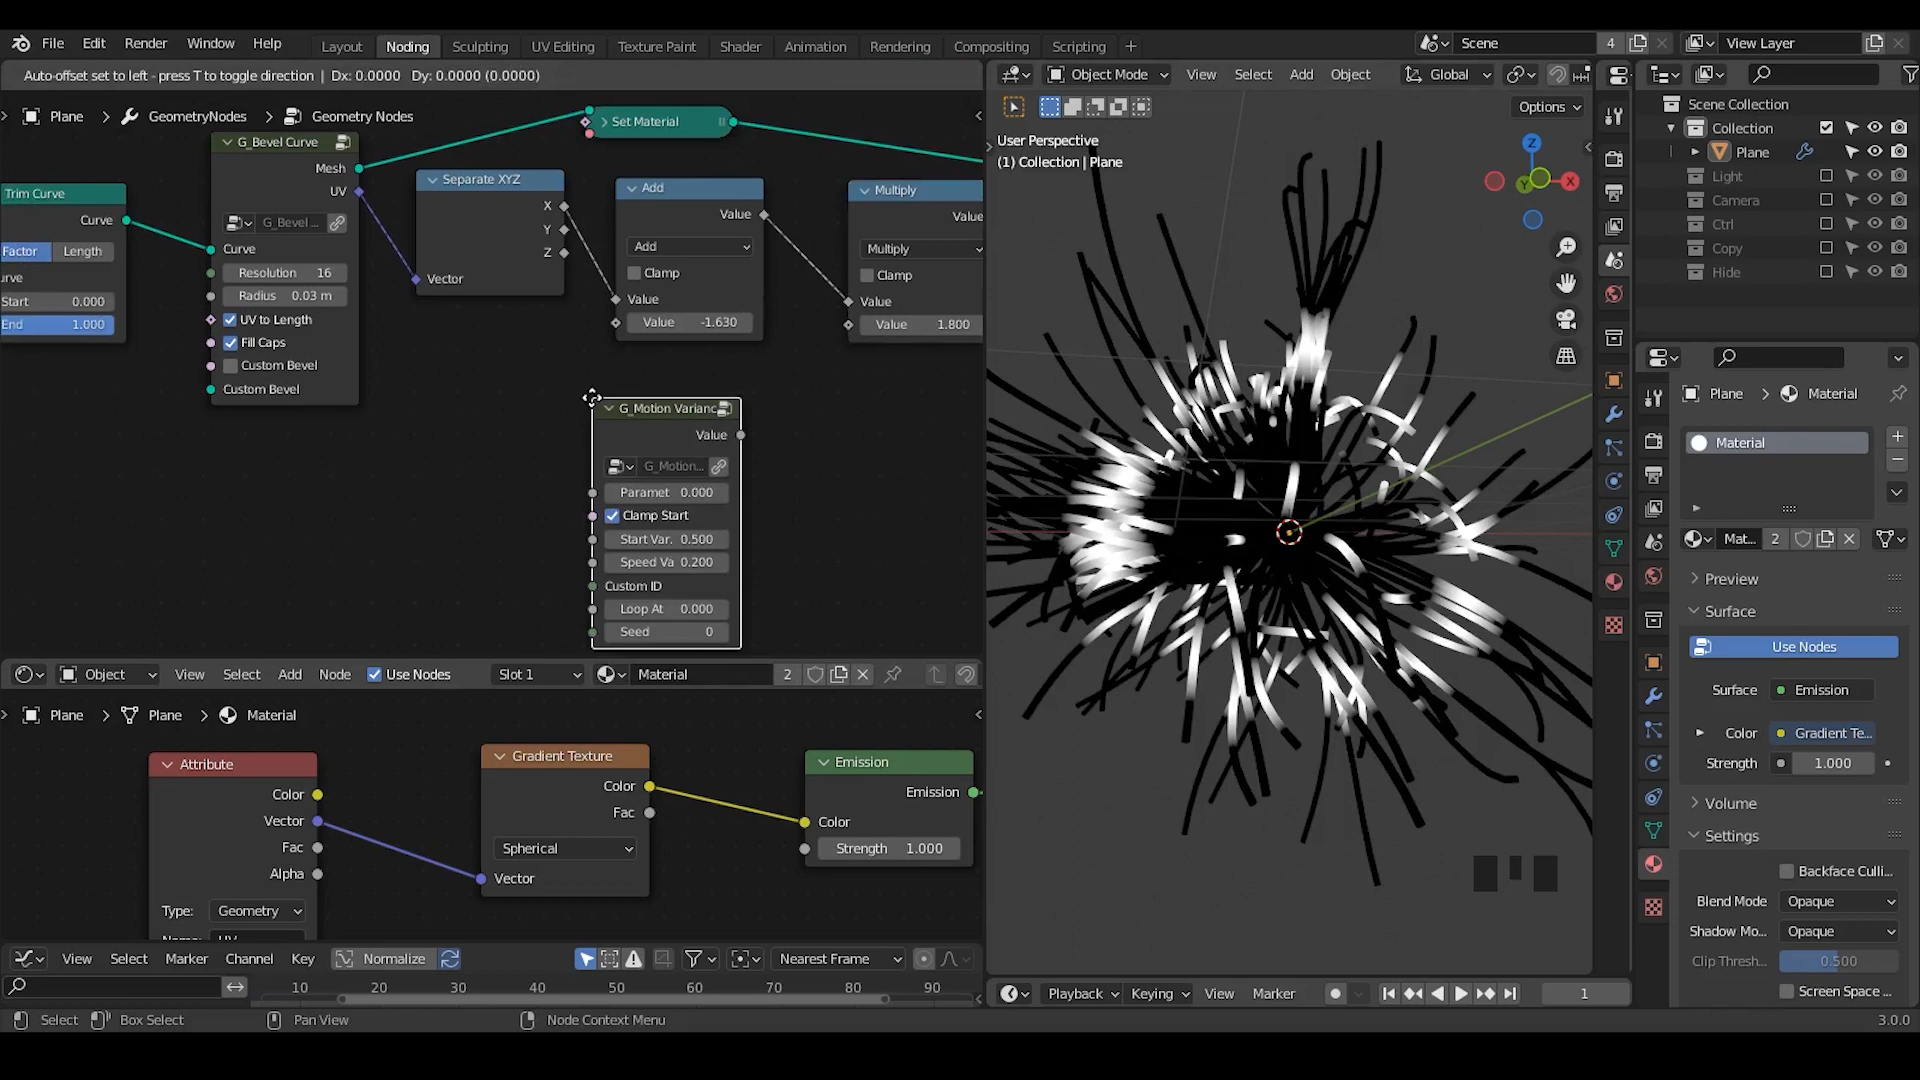 File Edit Render Window Help Layout Noding Sculpting UV Editing Texture Paint Shader Animation Rendering Compositing Scripting + Scene 4 View Layer
Auto-offset set to left - press T to toggle direction | Dx: 0.0000 Dy: 0.0000 (0.0000)
Object Mode View Select Add Object Global
Options
Plane > GeometryNodes > Geometry Nodes
G_Bevel Curve
Mesh
UV
G_Bevel ...
Curve
Resolution 16
Radius 0.03 m
UV to Length
Fill Caps
Custom Bevel
Custom Bevel
Trim Curve
Curve
Factor Length
Start 0.000
End 1.000
Set Material
Separate XYZ
X
Y
Z
Vector
Add
Value
Add
Clamp
Value
Value -1.630
Multiply
Value
Multiply
Clamp
Value
Value 1.800
G_Motion Varianc
Value
G_Motion...
Paramet 0.000
Clamp Start
Start Var. 0.500
Speed Va 0.200
Custom ID
Loop At 0.000
Seed 0
User Perspective
(1) Collection | Plane
Z
X
Y
Scene Collection
Collection
Plane
Light
Camera
Ctrl
Copy
Hide
Plane > Material
Material
Mat... 2
Preview
Surface
Use Nodes
Surface Emission
Color Gradient Te...
Strength 1.000
Volume
Settings
Backface Culli...
Blend Mode Opaque
Shadow Mo... Opaque
Clip Thresh... 0.500
Screen Space ...
Object View Select Add Node Use Nodes Slot 1 Material 2
Plane > Plane > Material
Attribute
Color
Vector
Fac
Alpha
Type: Geometry
Gradient Texture
Color
Fac
Spherical
Vector
Emission
Emission
Color
Strength 1.000
View Select Marker Channel Key Normalize Nearest Frame
10 20 30 40 50 60 70 80 90
Playback Keying View Marker 1
Select Box Select Pan View Node Context Menu 3.0.0